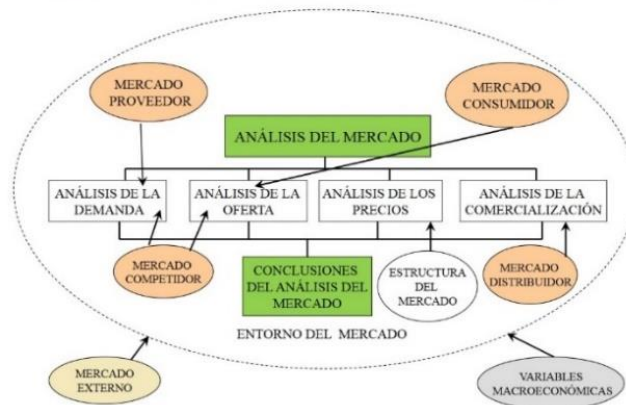 MERCADO
PROVEEDOR
MERCADO
CONSUMIDOR
ANÁLISIS DEL MERCADO
ANÁLISIS DE LA
DEMANDA
ANÁLISIS DE LA
OFERTA
ANÁLISIS DE LOS
PRECIOS
ANÁLISIS DE LA
COMERCIALIZACIÓN
MERCADO
COMPETIDOR
CONCLUSIONES
DEL ANÁLISIS DEL
MERCADO
ESTRUCTURA
DEL
MERCADO
MERCADO
DISTRIBUIDOR
ENTORNO DEL MERCADO
MERCADO
EXTERNO
VARIABLES
MACROECONÓMICAS